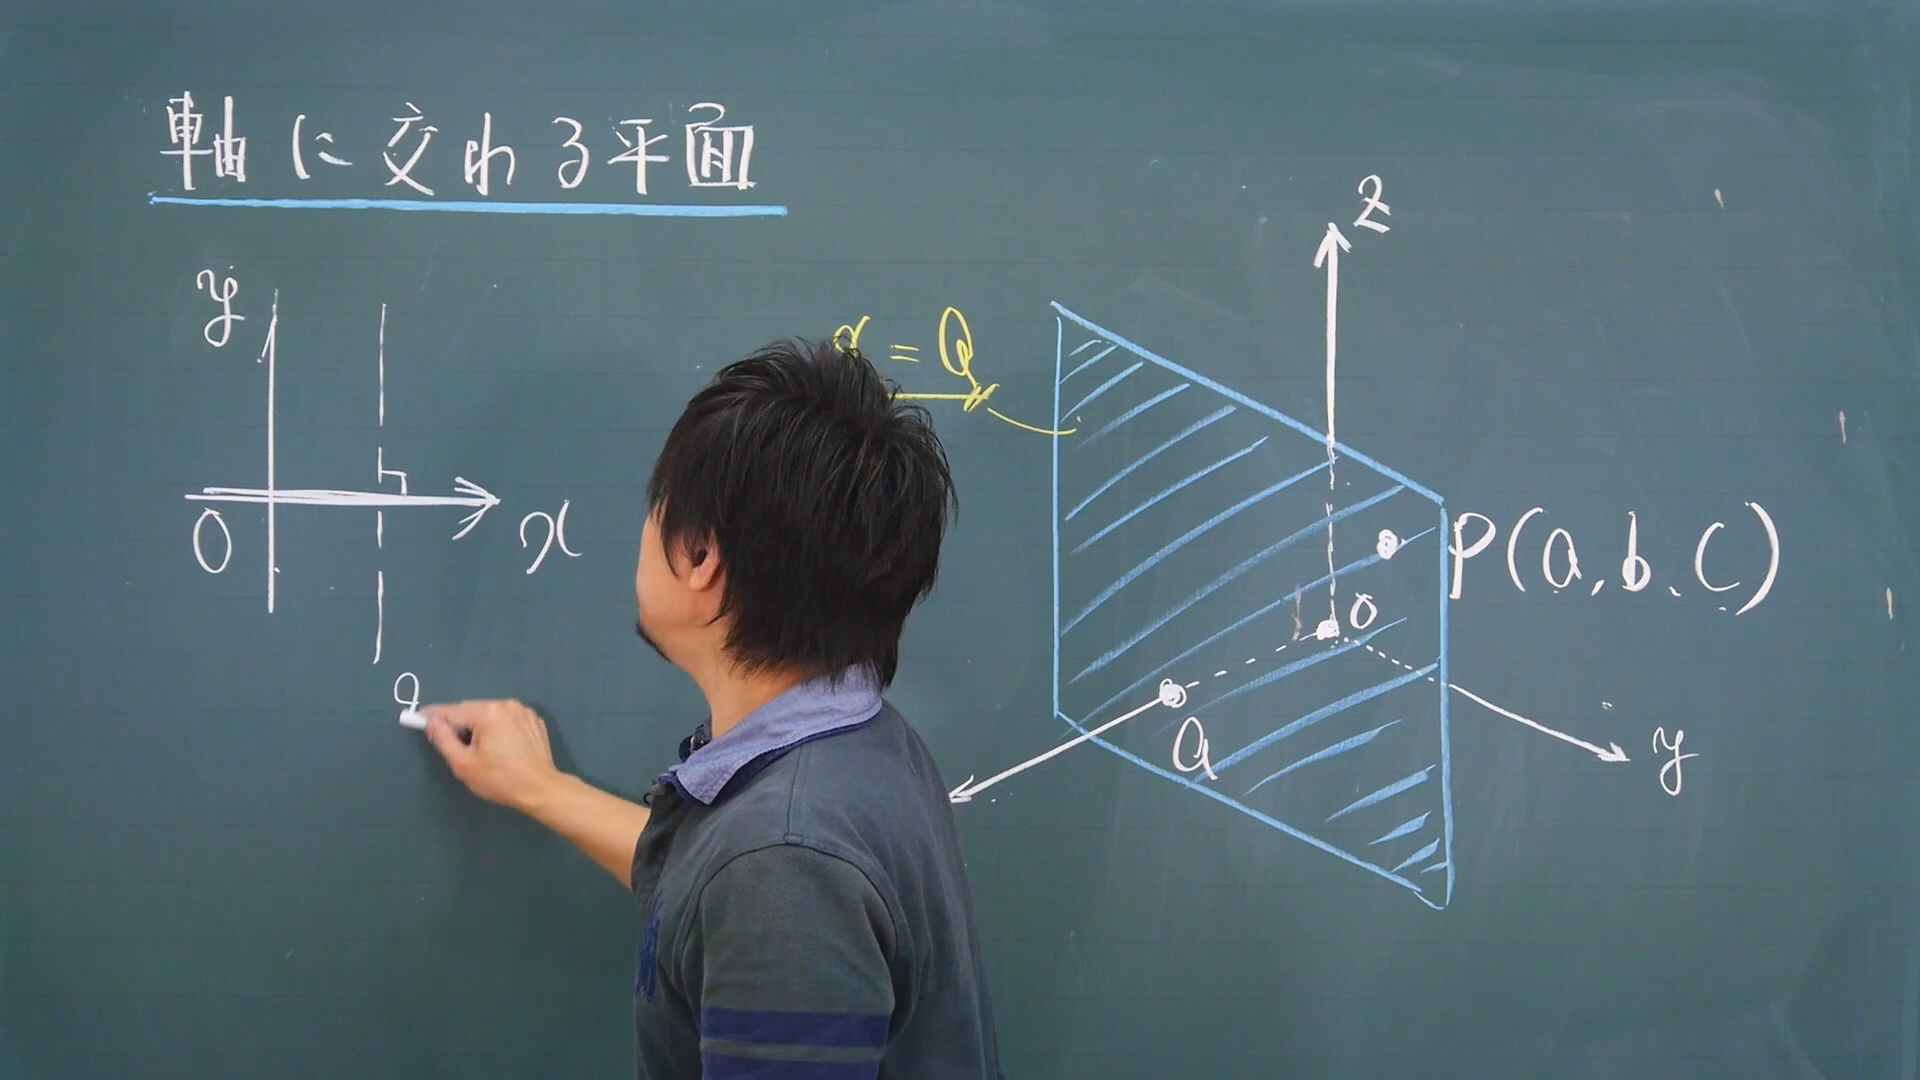 軸に交わる平面
y
O
x
a
x = a
z
P(a, b, c)
O
a
y